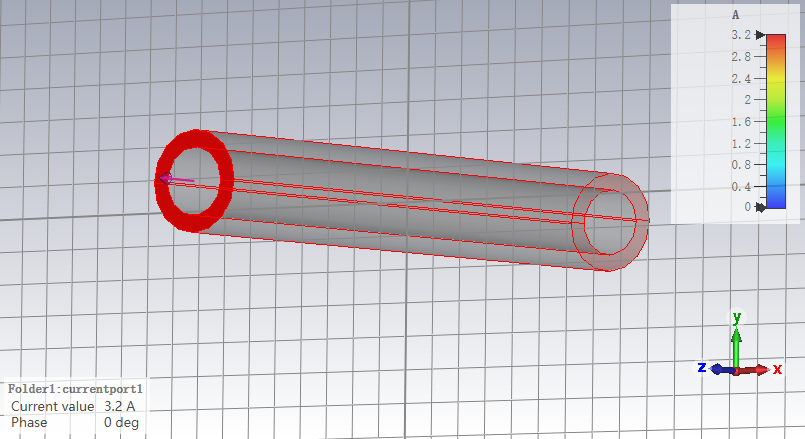 A
3.2
2.8
2.4
2
1.6
1.2
0.8
0.4
0
y
z
x
Folder1:currentport1
Current value 3.2 A
Phase 0 deg